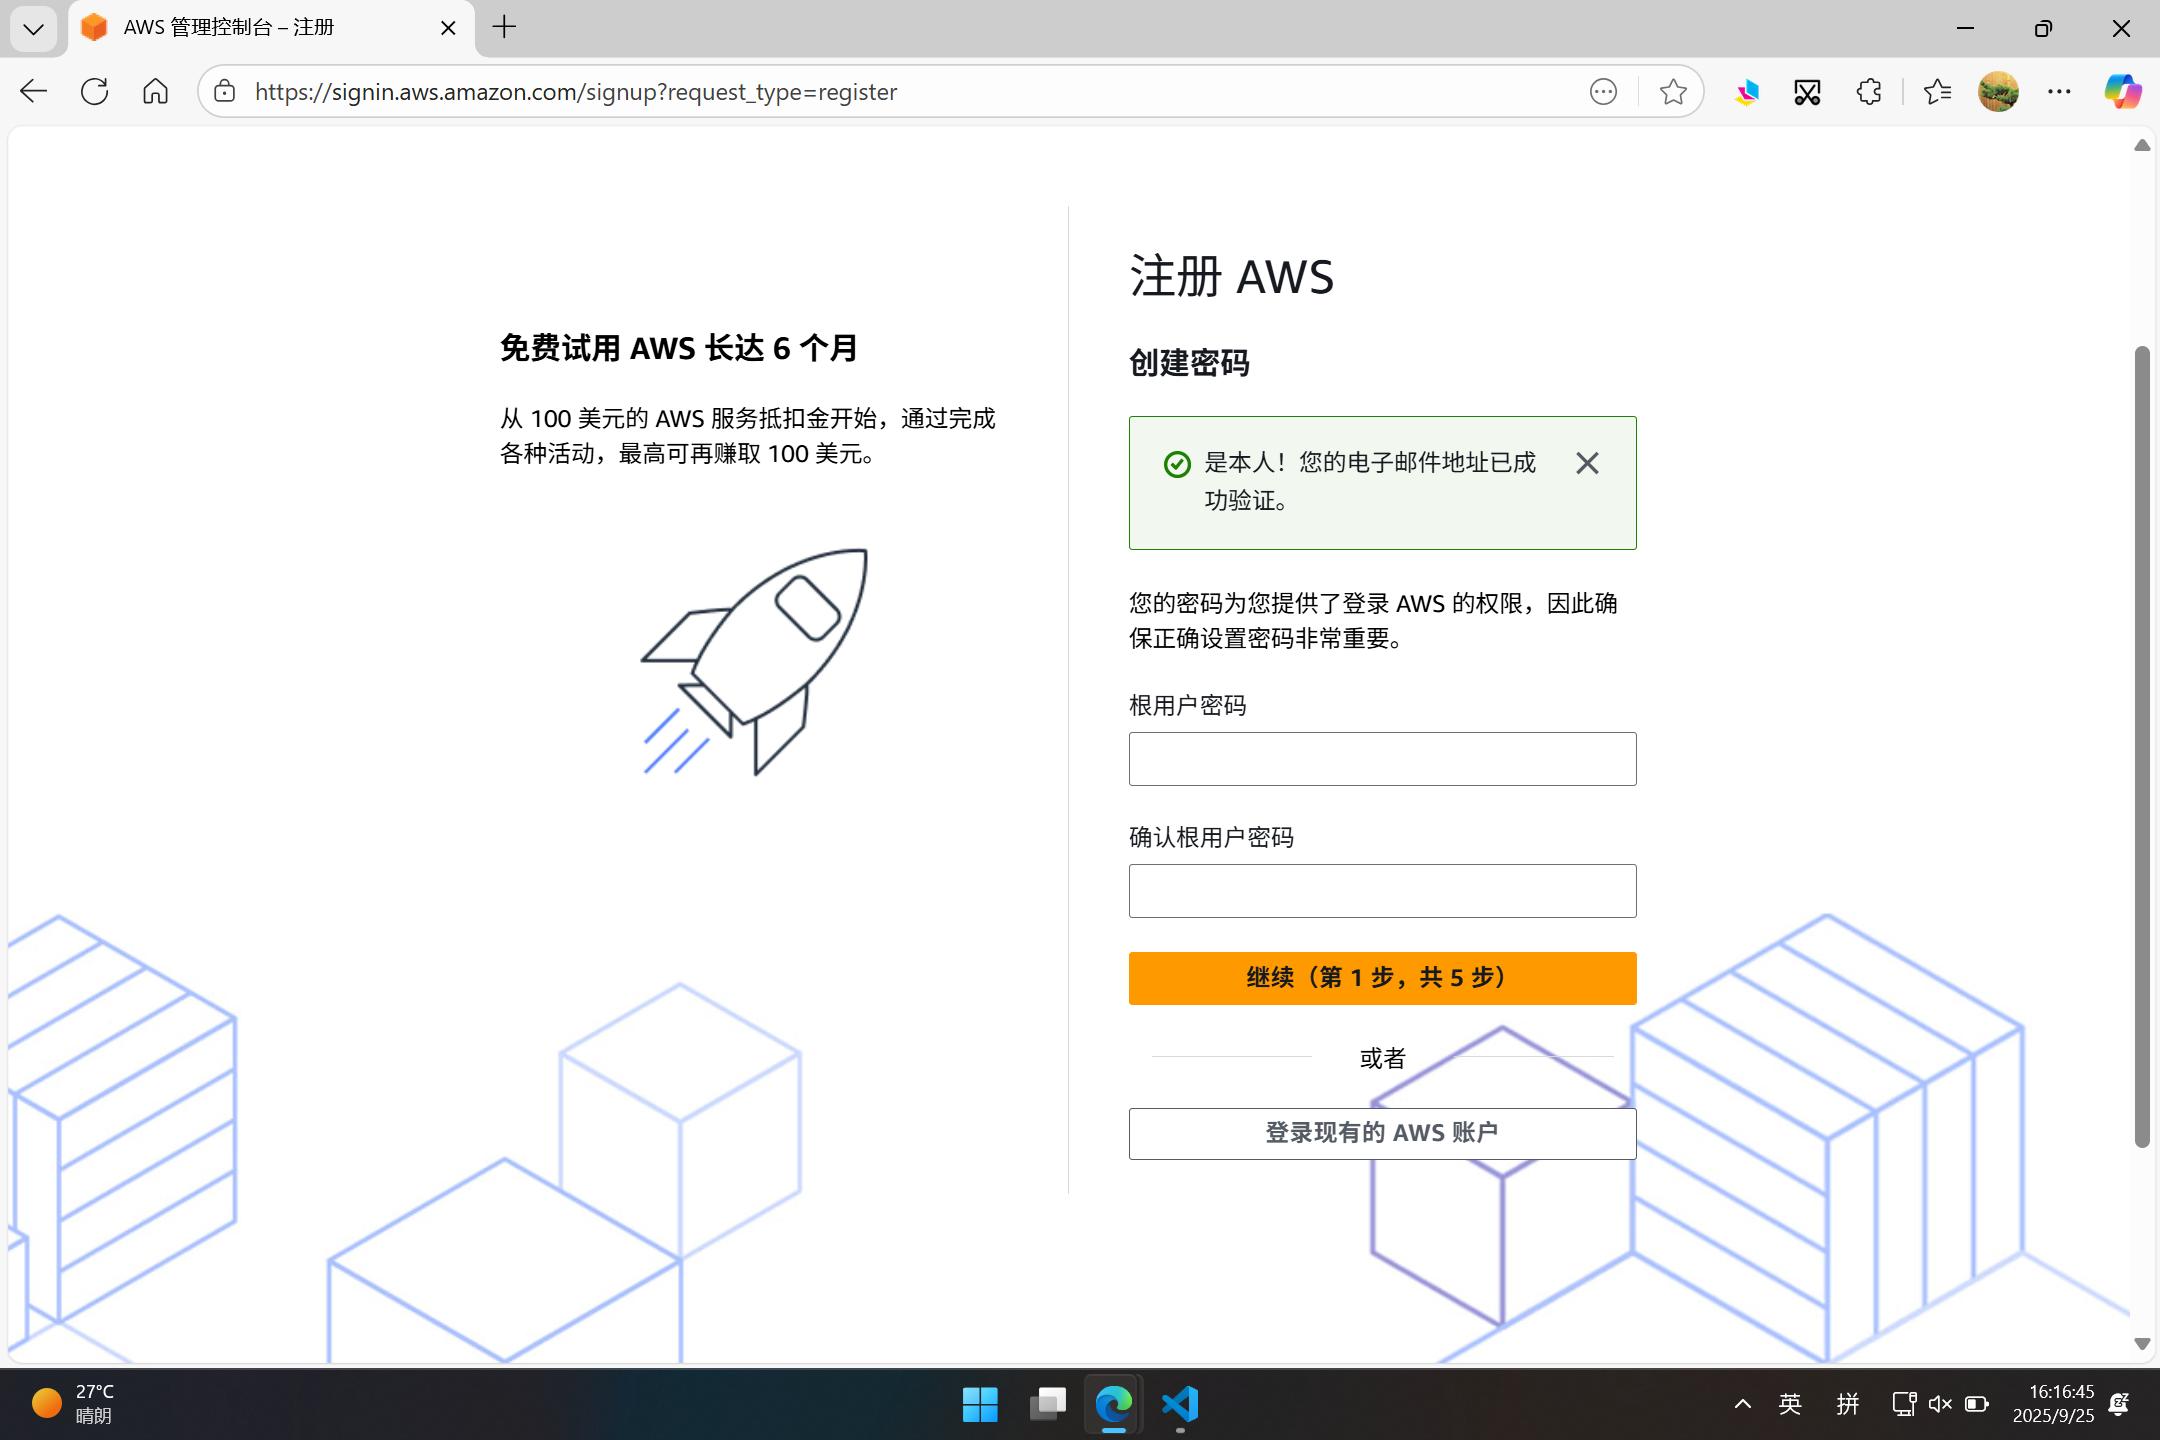 AWS 管理控制台 – 注册
https://signin.aws.amazon.com/signup?request_type=register
免费试用 AWS 长达 6 个月
从 100 美元的 AWS 服务抵扣金开始，通过完成
各种活动，最高可再赚取 100 美元。
注册 AWS
创建密码
是本人！您的电子邮件地址已成
功验证。
您的密码为您提供了登录 AWS 的权限，因此确
保正确设置密码非常重要。
根用户密码
确认根用户密码
继续（第 1 步，共 5 步）
或者
登录现有的 AWS 账户
27°C
晴朗
英
拼
16:16:45
2025/9/25